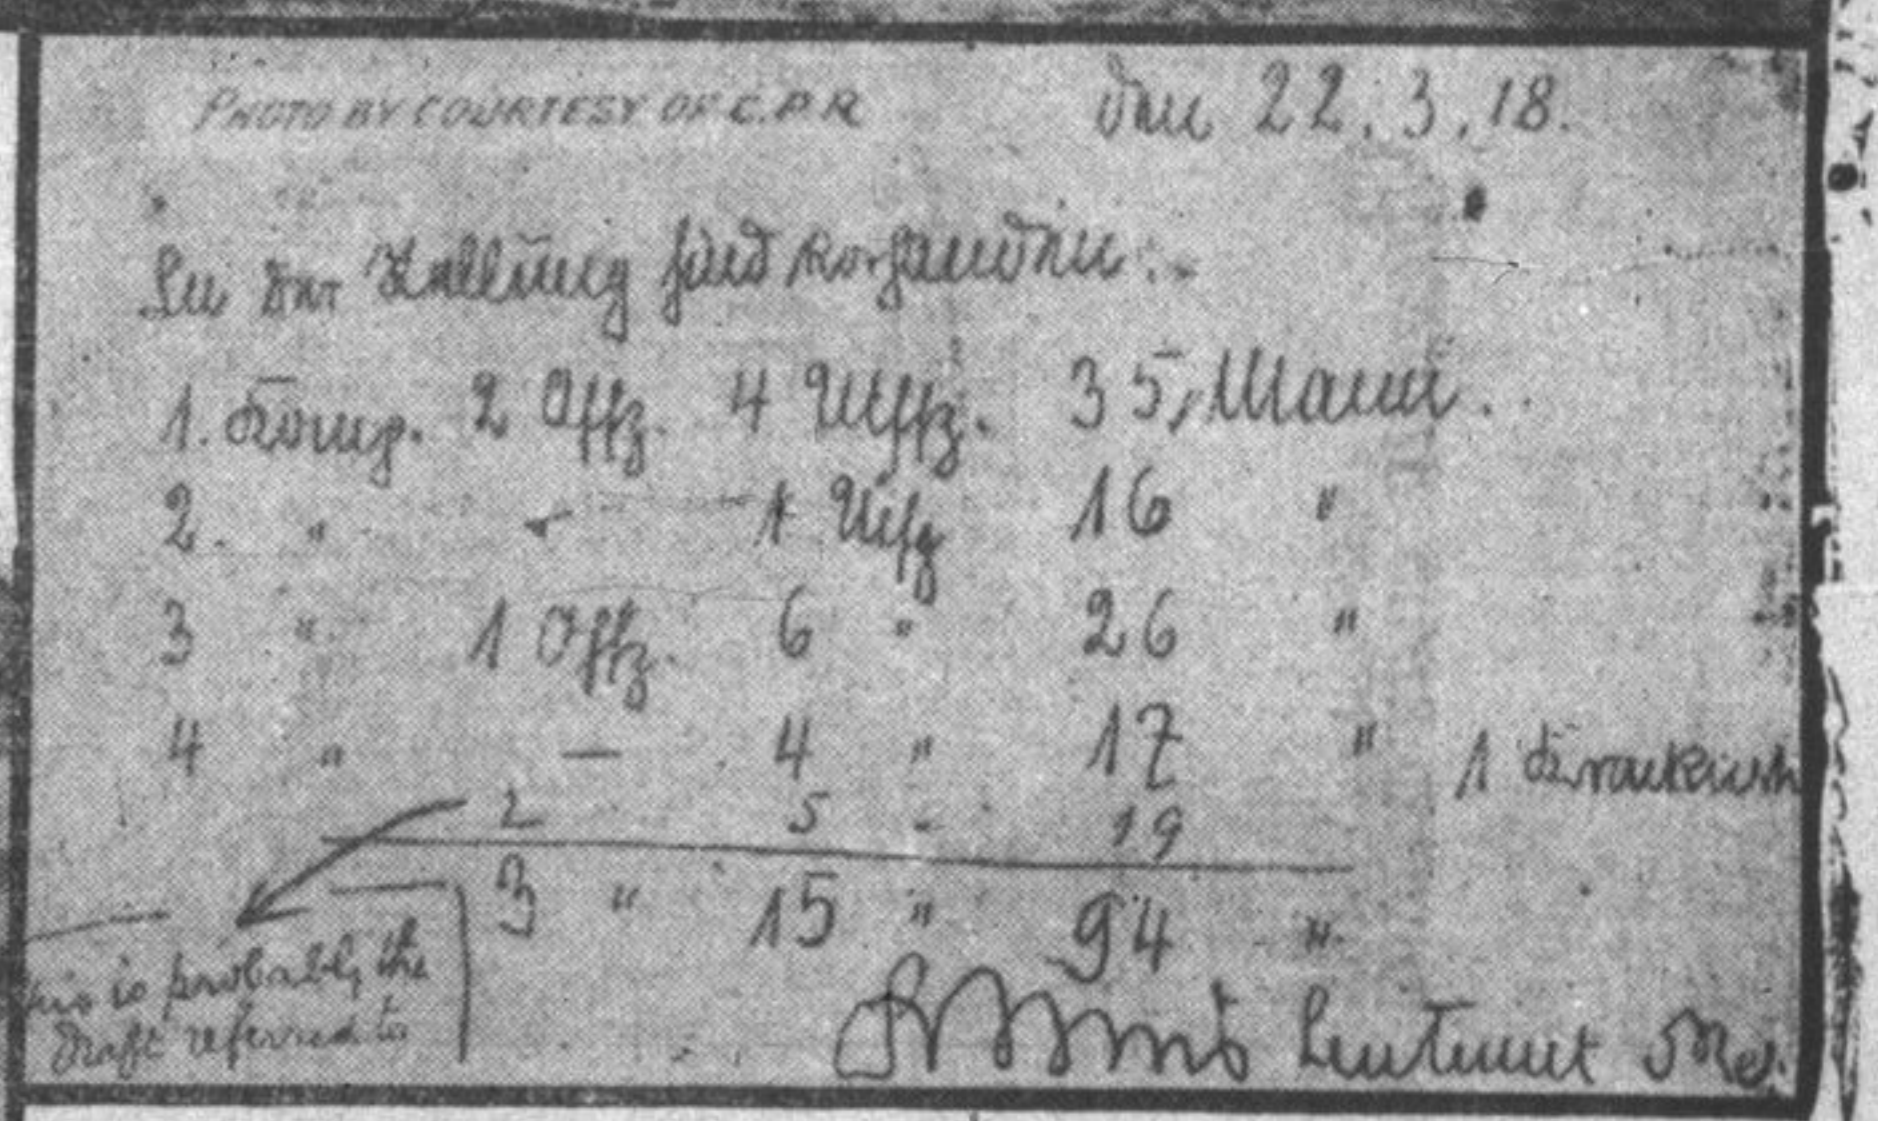 PHOTO BY COURTESY OF C.P.R
den 22.3.18.
In der Stellung sind vorhanden:
1. Komp. 2 Offz. 4 Uffz. 35 Mann.
2. " - 1 Uffz 16 "
3 " 1 Offz. 6 " 26 "
4 " — 4 " 17 " 1
2 5 " 19
3 " 15 " 94 "
this is probably the
draft referred to
Leutnant